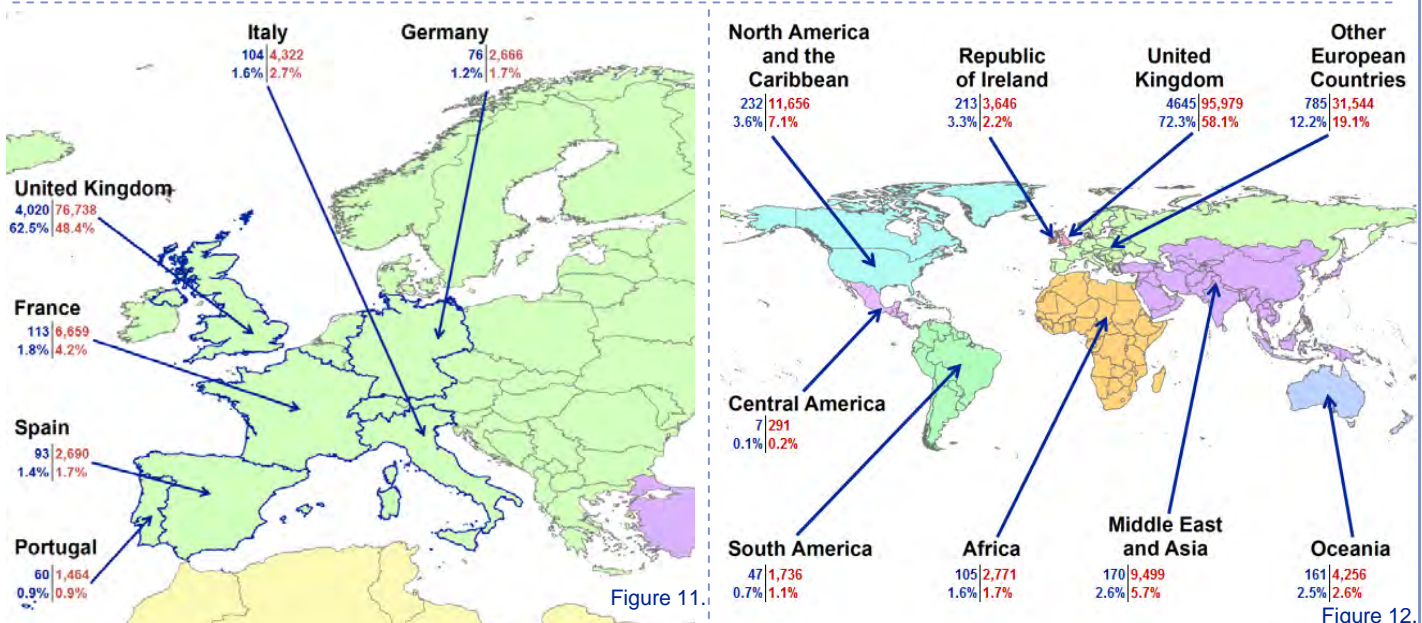 Italy
104 4,322
1.6% 2.7%
Germany
76 2,666
1.2% 1.7%
United Kingdom
4,020 76,738
62.5% 48.4%
France
113 6,659
1.8% 4.2%
Spain
93 2,690
1.4% 1.7%
Portugal
60 1,464
0.9% 0.9%
Figure 11.
North America
and the
Caribbean
232 11,656
3.6% 7.1%
Republic
of Ireland
213 3,646
3.3% 2.2%
United
Kingdom
4645 95,979
72.3% 58.1%
Other
European
Countries
785 31,544
12.2% 19.1%
Central America
7 291
0.1% 0.2%
South America
47 1,736
0.7% 1.1%
Africa
105 2,771
1.6% 1.7%
Middle East
and Asia
170 9,499
2.6% 5.7%
Oceania
161 4,256
2.5% 2.6%
Figure 12.